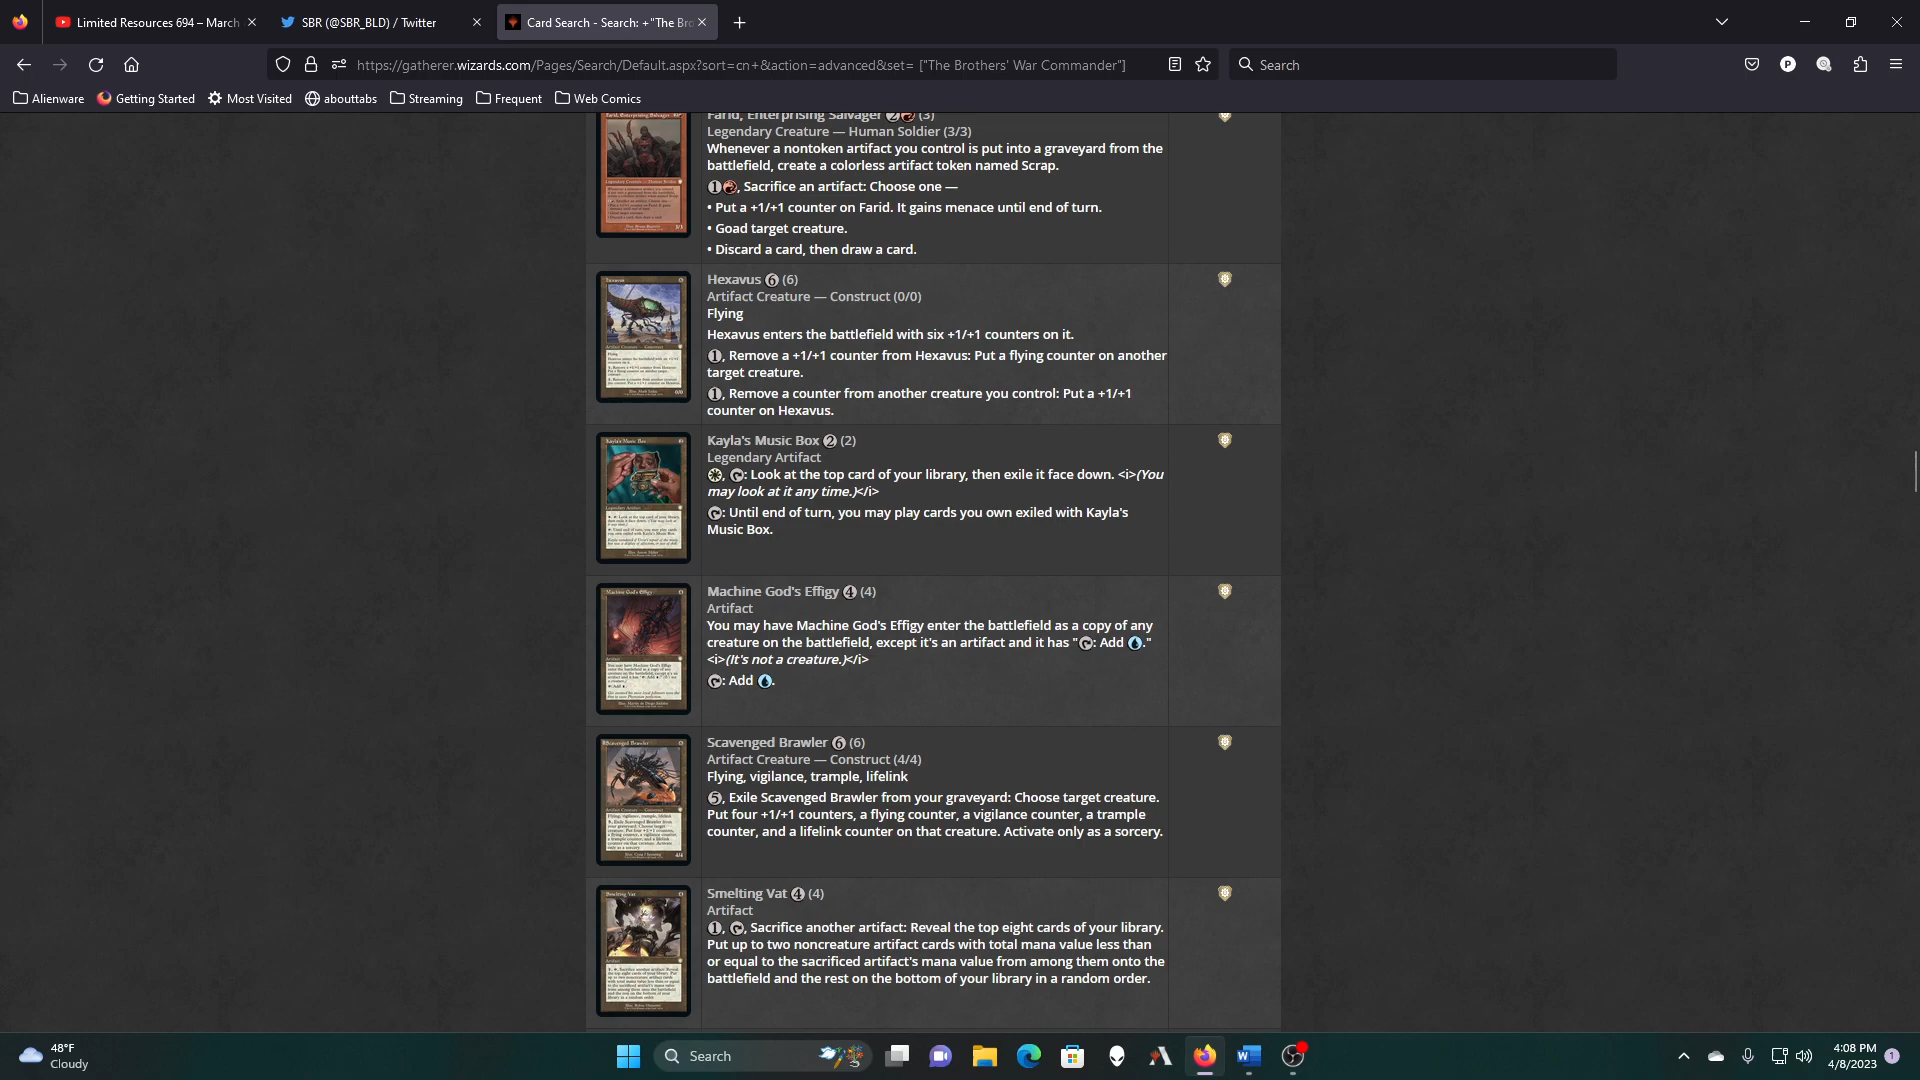 Limited Resources 694 – March
SBR (@SBR_BLD) / Twitter
Card Search - Search: +"The Bro
https://gatherer.wizards.com/Pages/Search/Default.aspx?sort=cn+&action=advanced&set= ["The Brothers' War Commander"]
Search
Alienware
Getting Started
Most Visited
abouttabs
Streaming
Frequent
Web Comics
Farid, Enterprising Salvager 2 (3)
Legendary Creature — Human Soldier (3/3)
Whenever a nontoken artifact you control is put into a graveyard from the
battlefield, create a colorless artifact token named Scrap.
1, Sacrifice an artifact: Choose one —
• Put a +1/+1 counter on Farid. It gains menace until end of turn.
• Goad target creature.
• Discard a card, then draw a card.
Hexavus 6 (6)
Artifact Creature — Construct (0/0)
Flying
Hexavus enters the battlefield with six +1/+1 counters on it.
1, Remove a +1/+1 counter from Hexavus: Put a flying counter on another
target creature.
1, Remove a counter from another creature you control: Put a +1/+1
counter on Hexavus.
Kayla's Music Box 2 (2)
Legendary Artifact
, : Look at the top card of your library, then exile it face down. <i>(You
may look at it any time.)</i>
: Until end of turn, you may play cards you own exiled with Kayla's
Music Box.
Machine God's Effigy 4 (4)
Artifact
You may have Machine God's Effigy enter the battlefield as a copy of any
creature on the battlefield, except it's an artifact and it has ": Add ."
<i>(It's not a creature.)</i>
: Add .
Scavenged Brawler 6 (6)
Artifact Creature — Construct (4/4)
Flying, vigilance, trample, lifelink
5, Exile Scavenged Brawler from your graveyard: Choose target creature.
Put four +1/+1 counters, a flying counter, a vigilance counter, a trample
counter, and a lifelink counter on that creature. Activate only as a sorcery.
Smelting Vat 4 (4)
Artifact
1, , Sacrifice another artifact: Reveal the top eight cards of your library.
Put up to two noncreature artifact cards with total mana value less than
or equal to the sacrificed artifact's mana value from among them onto the
battlefield and the rest on the bottom of your library in a random order.
48°F
Cloudy
Search
4:08 PM
4/8/2023
1